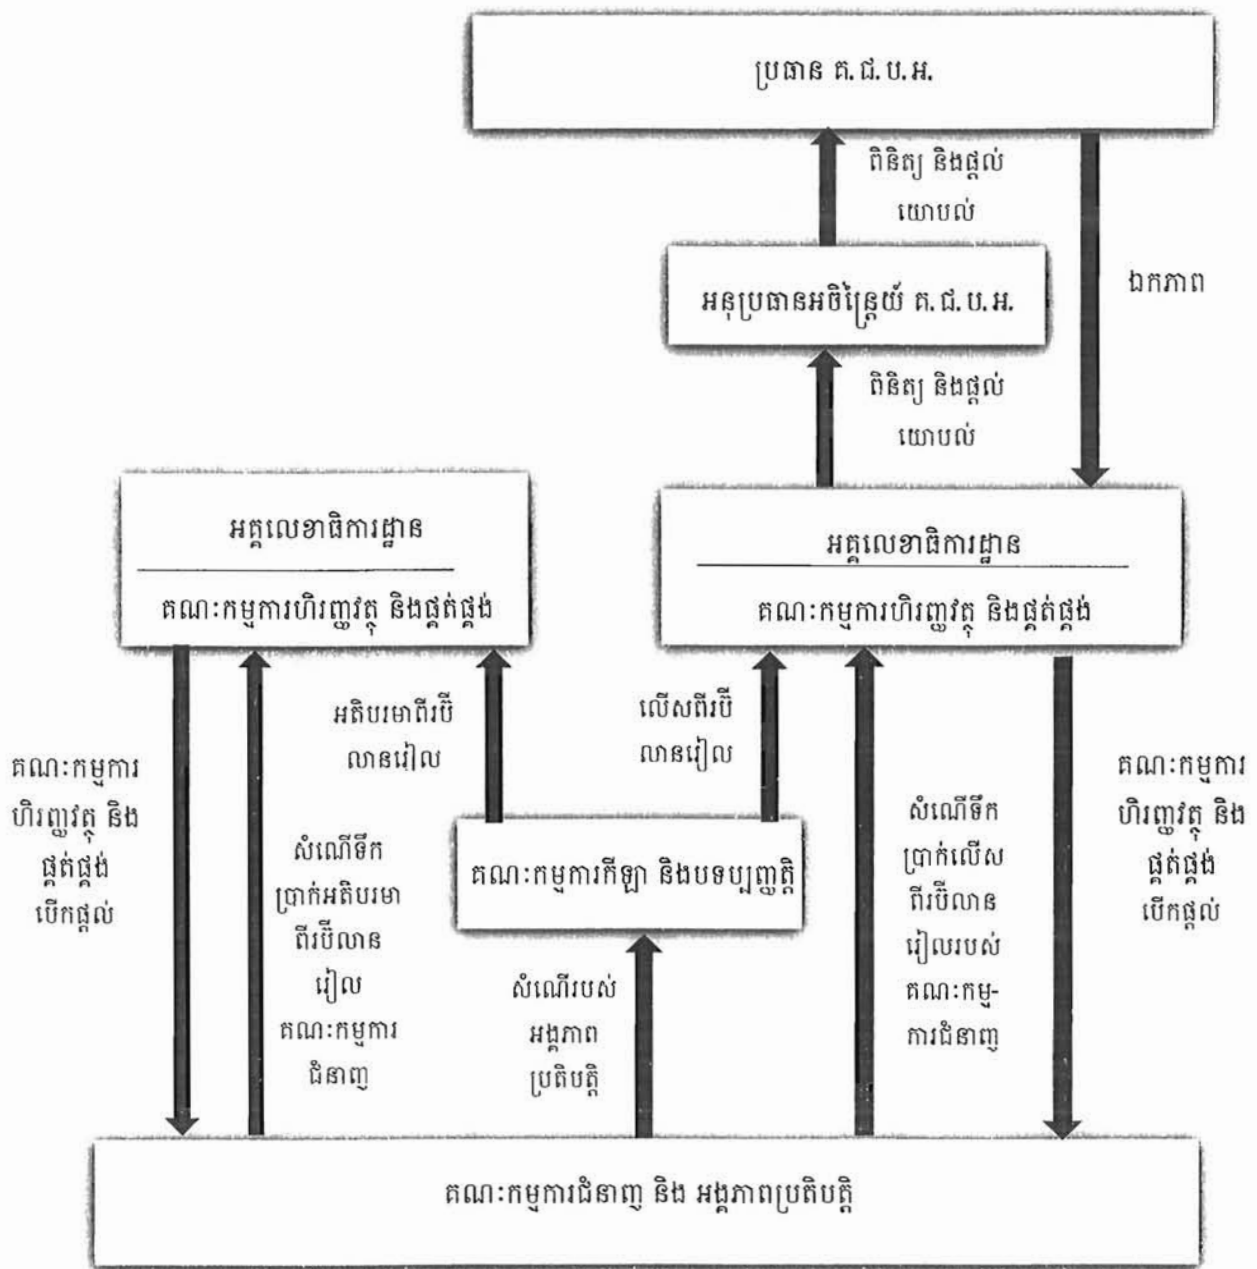 ប្រធាន គ.ជ.ប.អ.
ពិនិត្យ និងផ្តល់
យោបល់
ឯកភាព
អនុប្រធានអចិន្ត្រៃយ៍ គ.ជ.ប.អ.
ពិនិត្យ និងផ្តល់
យោបល់
អគ្គលេខាធិការដ្ឋាន
គណៈកម្មការហិរញ្ញវត្ថុ និងផ្គត់ផ្គង់
អគ្គលេខាធិការដ្ឋាន
គណៈកម្មការហិរញ្ញវត្ថុ និងផ្គត់ផ្គង់
គណៈកម្មការ
ហិរញ្ញវត្ថុ និង
ផ្គត់ផ្គង់
បើកផ្តល់
សំណើទឹក
ប្រាក់អតិបរមា
ពីរប៊ីលាន
រៀល
គណៈកម្មការ
ជំនាញ
អតិបរមាពីរប៊ី
លានរៀល
លើសពីរប៊ី
លានរៀល
គណៈកម្មការកីឡា និងបទប្បញ្ញត្តិ
សំណើរបស់
អង្គភាព
ប្រតិបត្តិ
សំណើទឹក
ប្រាក់លើស
ពីរប៊ីលាន
រៀលរបស់
គណៈកម្ម-
ការជំនាញ
គណៈកម្មការ
ហិរញ្ញវត្ថុ និង
ផ្គត់ផ្គង់
បើកផ្តល់
គណៈកម្មការជំនាញ និង អង្គភាពប្រតិបត្តិ